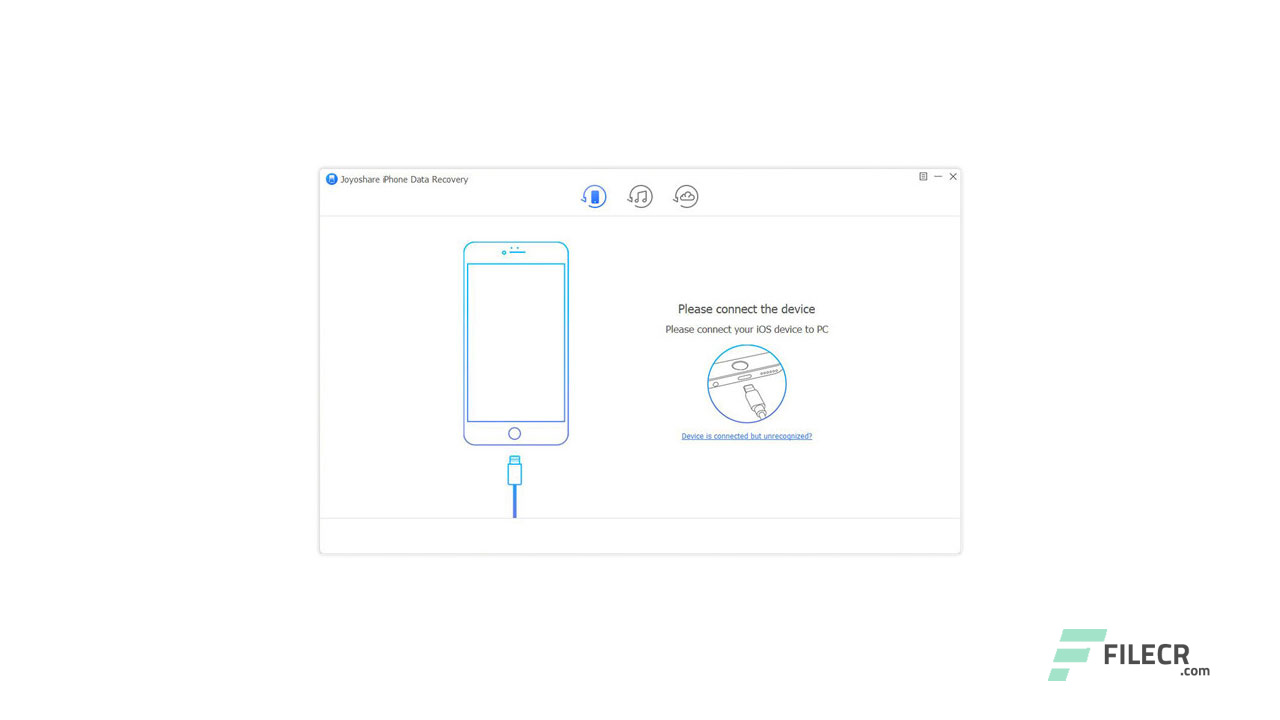 Joyoshare iPhone Data Recovery
Please connect the device
Please connect your iOS device to PC
Device is connected but unrecognized?
FILECR
.com